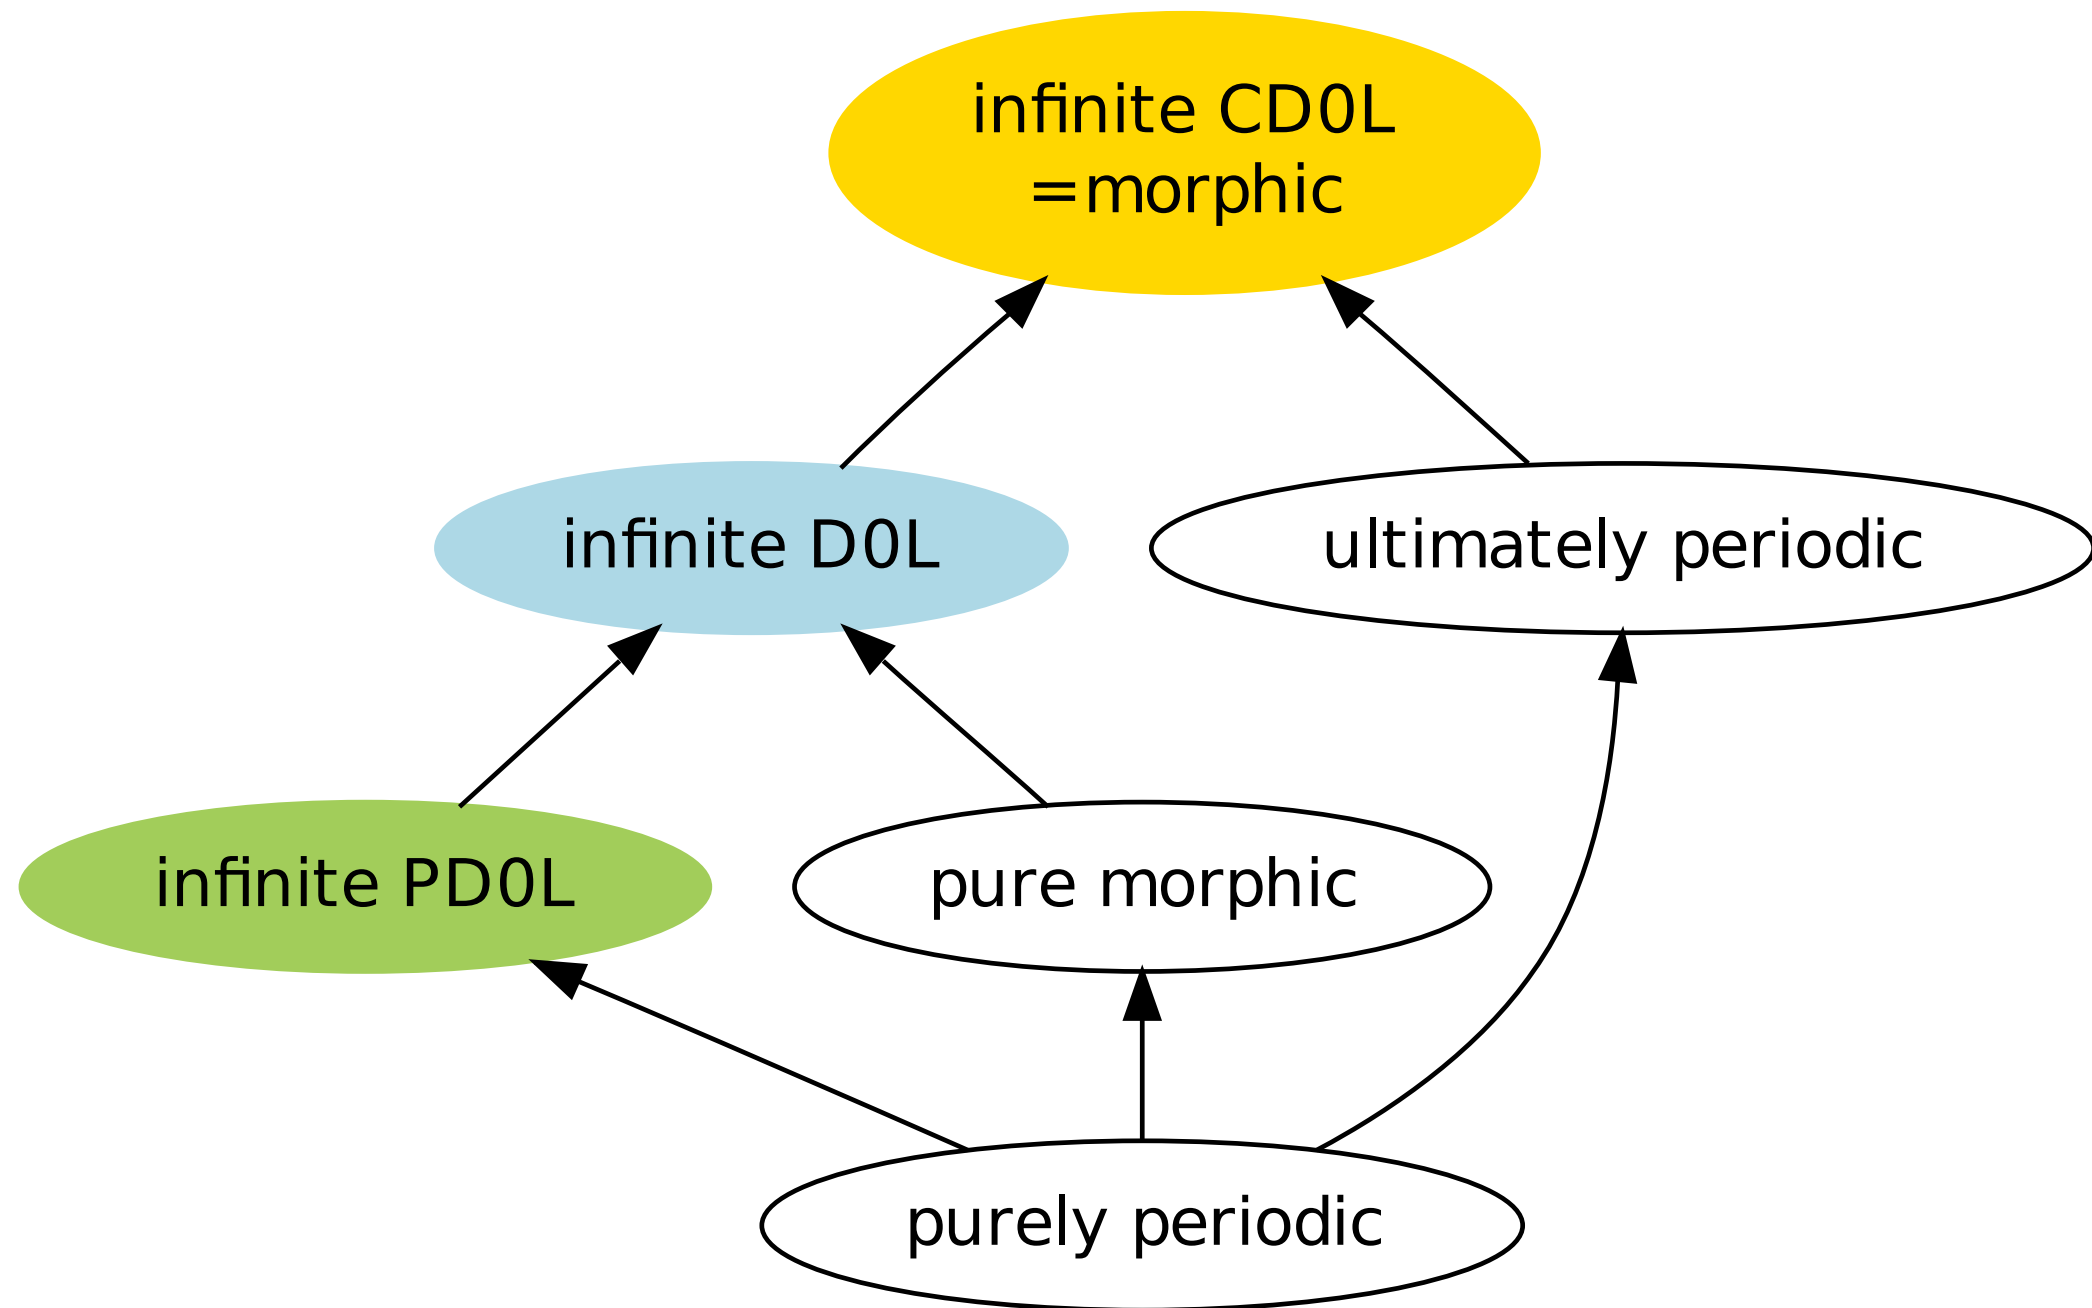 infinite CD0L
=morphic
infinite D0L
ultimately periodic
infinite PD0L
pure morphic
purely periodic